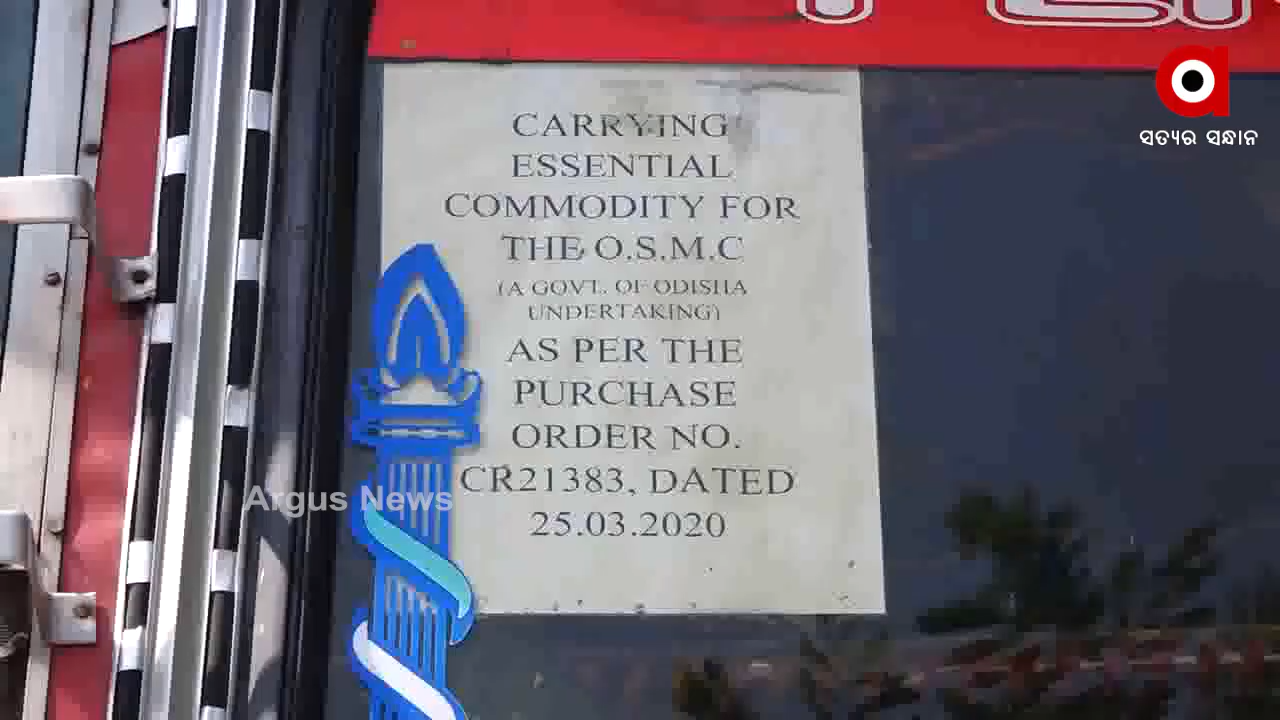 ସତ୍ୟର ସନ୍ଧାନ
CARRYING
ESSENTIAL
COMMODITY FOR
THE O.S.M.C
(A GOVT. OF ODISHA
UNDERTAKING)
AS PER THE
PURCHASE
ORDER NO.
CR21383, DATED
25.03.2020
Argus News